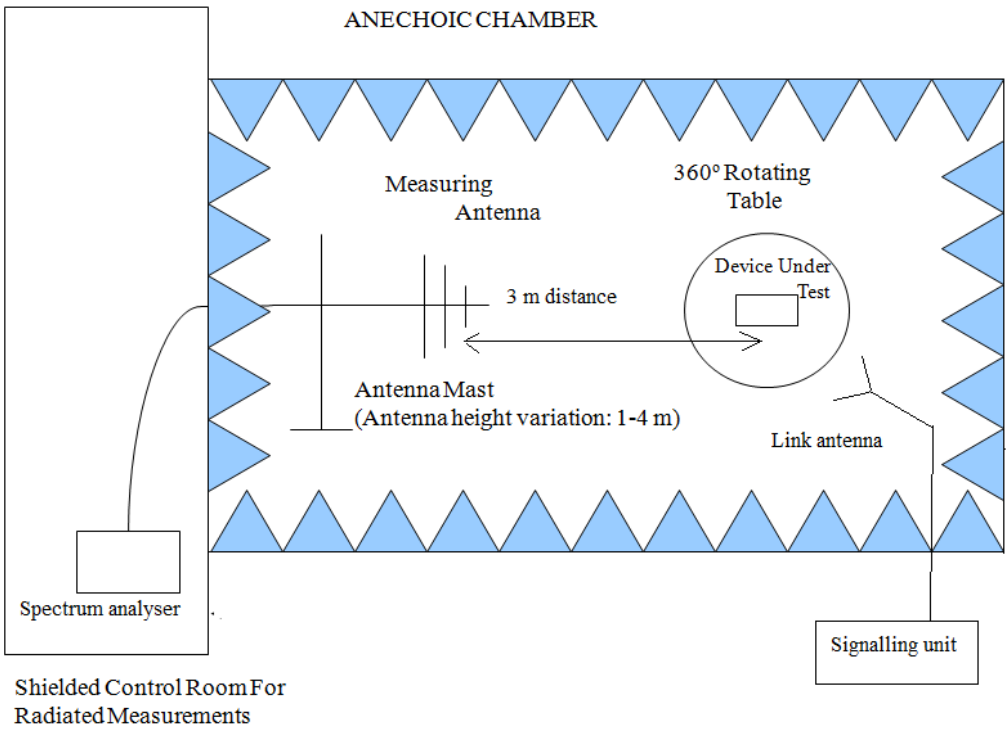 ANECHOIC CHAMBER
360º Rotating
Table
Measuring
Antenna
Device Under
Test
3 m distance
Antenna Mast
(Antenna height variation: 1-4 m)
Link antenna
Spectrum analyser
Signalling unit
Shielded Control Room For
Radiated Measurements